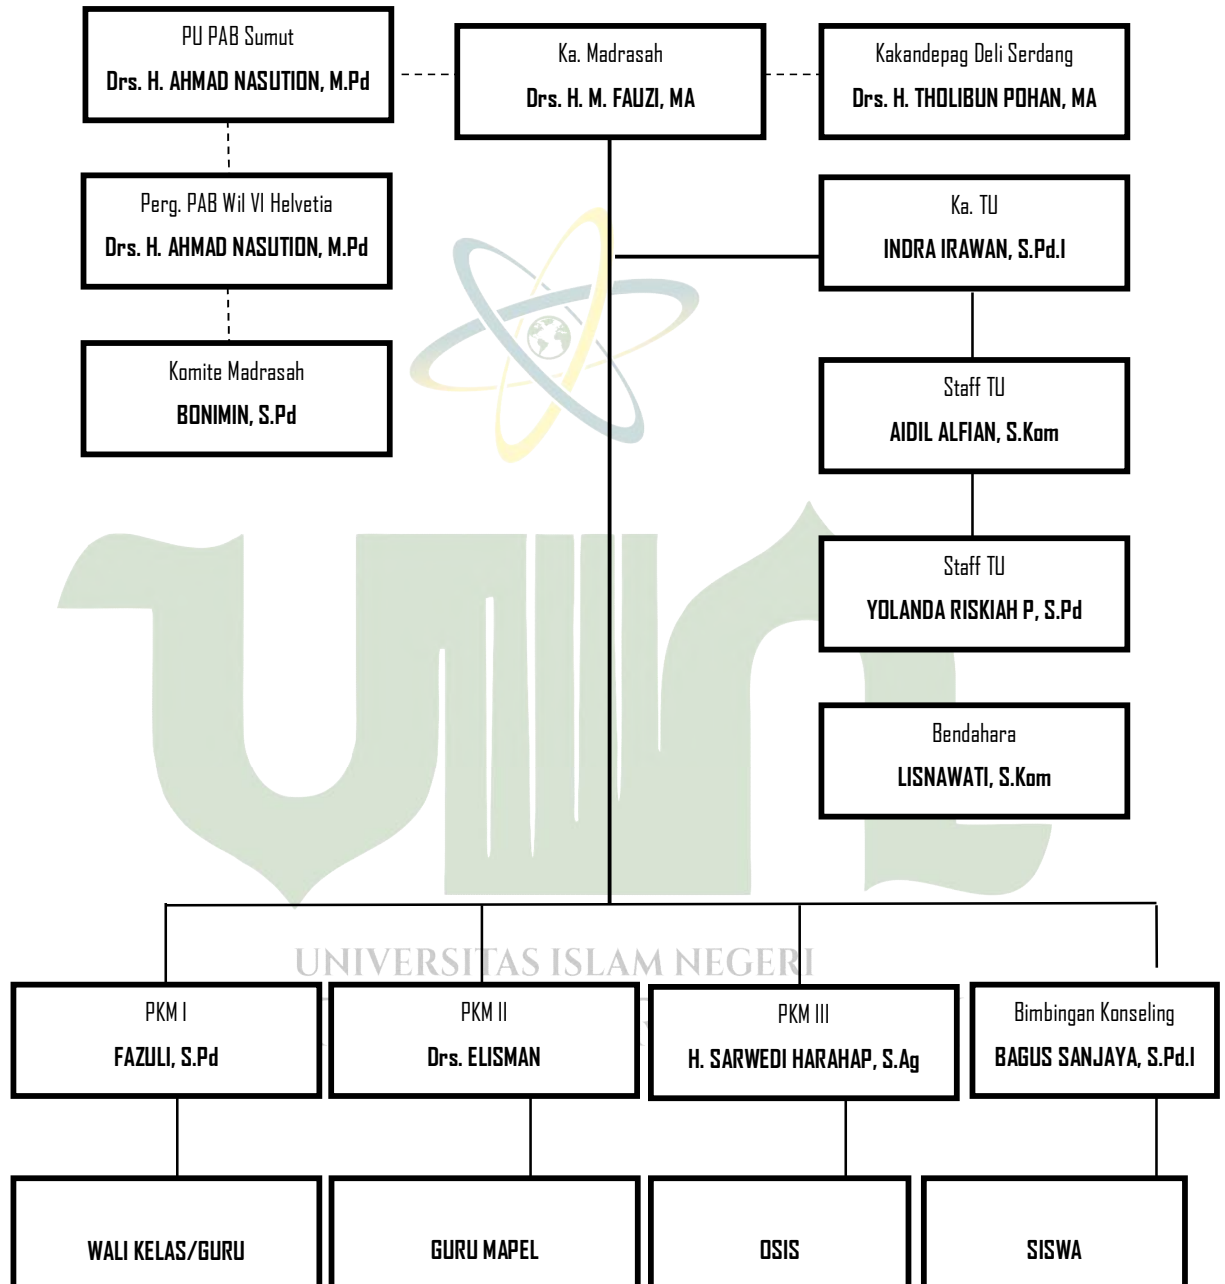 PU PAB Sumut
Drs. H. AHMAD NASUTION, M.Pd
Ka. Madrasah
Drs. H. M. FAUZI, MA
Kakandepag Deli Serdang
Drs. H. THOLIBUN POHAN, MA
Perg. PAB Wil VI Helvetia
Drs. H. AHMAD NASUTION, M.Pd
Ka. TU
INDRA IRAWAN, S.Pd.I
Komite Madrasah
BONIMIN, S.Pd
Staff TU
AIDIL ALFIAN, S.Kom
Staff TU
YOLANDA RISKIAH P, S.Pd
Bendahara
LISNAWATI, S.Kom
UNIVERSITAS ISLAM NEGERI
PKM I
FAZULI, S.Pd
PKM II
Drs. ELISMAN
PKM III
H. SARWEDI HARAHAP, S.Ag
Bimbingan Konseling
BAGUS SANJAYA, S.Pd.I
WALI KELAS/GURU
GURU MAPEL
OSIS
SISWA